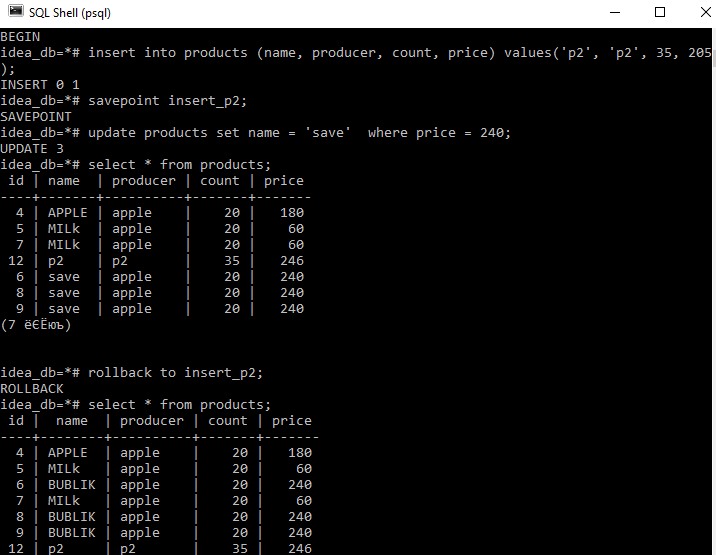 SQL Shell (psql)
BEGIN
idea_db=*# insert into products (name, producer, count, price) values('p2', 'p2', 35, 205
);
INSERT 0 1
idea_db=*# savepoint insert_p2;
SAVEPOINT
idea_db=*# update products set name = 'save'  where price = 240;
UPDATE 3
idea_db=*# select * from products;
 id | name  | producer | count | price
----+-------+----------+-------+-------
  4 | APPLE | apple    |    20 |   180
  5 | MILk  | apple    |    20 |    60
  7 | MILk  | apple    |    20 |    60
 12 | p2    | p2       |    35 |   246
  6 | save  | apple    |    20 |   240
  8 | save  | apple    |    20 |   240
  9 | save  | apple    |    20 |   240
(7 ёЄЁюъ)
idea_db=*# rollback to insert_p2;
ROLLBACK
idea_db=*# select * from products;
 id |  name  | producer | count | price
----+--------+----------+-------+-------
  4 | APPLE  | apple    |    20 |   180
  5 | MILk   | apple    |    20 |    60
  6 | BUBLIK | apple    |    20 |   240
  7 | MILk   | apple    |    20 |    60
  8 | BUBLIK | apple    |    20 |   240
  9 | BUBLIK | apple    |    20 |   240
 12 | p2     | p2       |    35 |   246